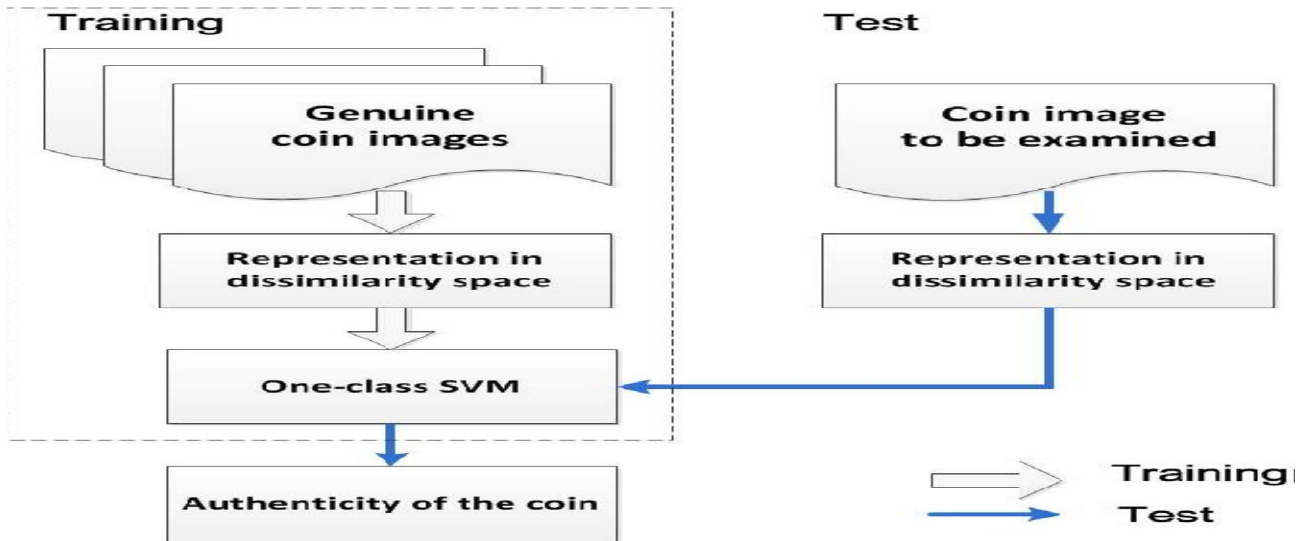 Training
Test
Genuine
coin images
Coin image
to be examined
Representation in
dissimilarity space
Representation in
dissimilarity space
One-class SVM
Authenticity of the coin
Training
Test